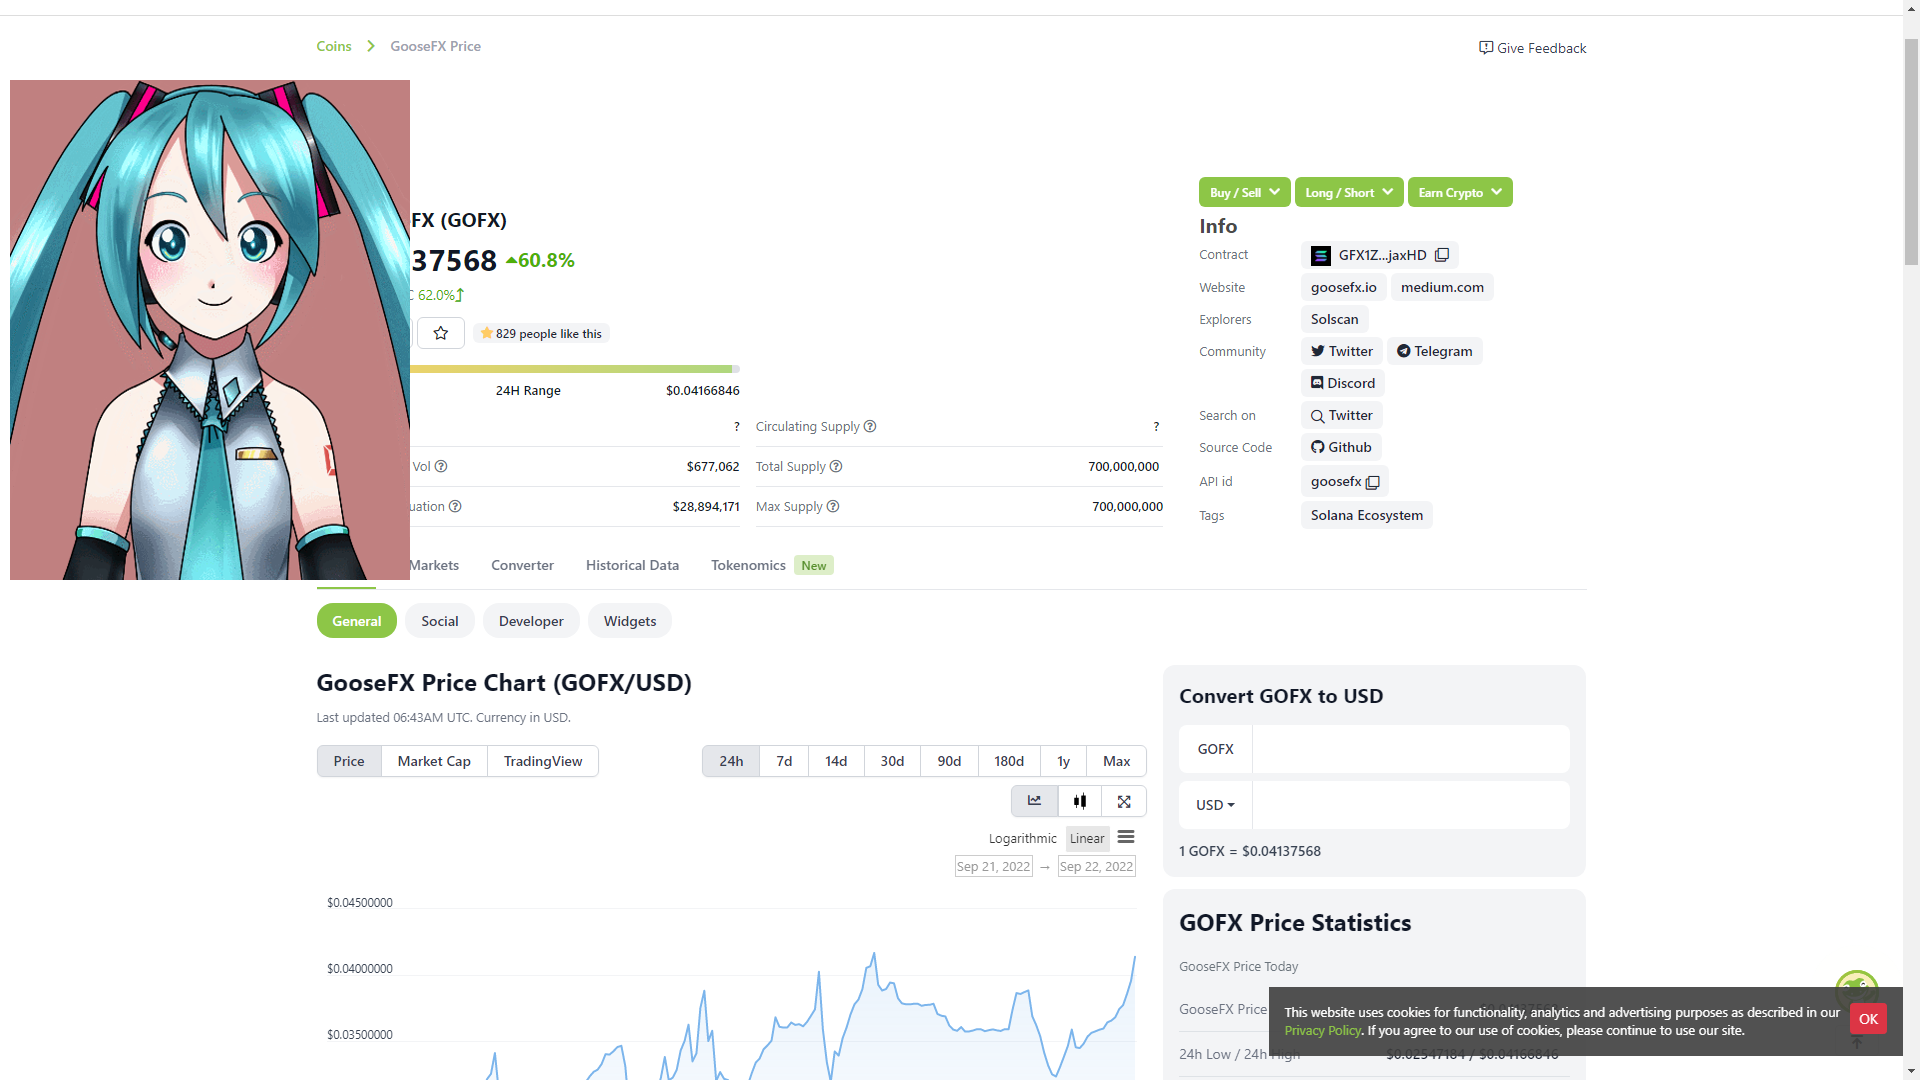 Coins > GooseFX Price
Give Feedback
Buy / Sell Long / Short Earn Crypto
FX (GOFX)
37568 60.8%
62.0%
829 people like this
24H Range $0.04166846
?
Circulating Supply ?
Vol $677,062
Total Supply 700,000,000
uation $28,894,171
Max Supply 700,000,000
Info
Contract GFX1Z...jaxHD
Website goosefx.io medium.com
Explorers Solscan
Community Twitter Telegram
Discord
Search on Twitter
Source Code Github
API id goosefx
Tags Solana Ecosystem
Markets Converter Historical Data Tokenomics New
General Social Developer Widgets
GooseFX Price Chart (GOFX/USD)
Last updated 06:43AM UTC. Currency in USD.
Price Market Cap TradingView
24h 7d 14d 30d 90d 180d 1y Max
Logarithmic Linear
Sep 21, 2022 → Sep 22, 2022
$0.04500000
$0.04000000
$0.03500000
Convert GOFX to USD
GOFX
USD
1 GOFX = $0.04137568
GOFX Price Statistics
GooseFX Price Today
GooseFX Price
24h Low / 24h High $0.02547184 / $0.04166846
This website uses cookies for functionality, analytics and advertising purposes as described in our
Privacy Policy. If you agree to our use of cookies, please continue to use our site.
OK